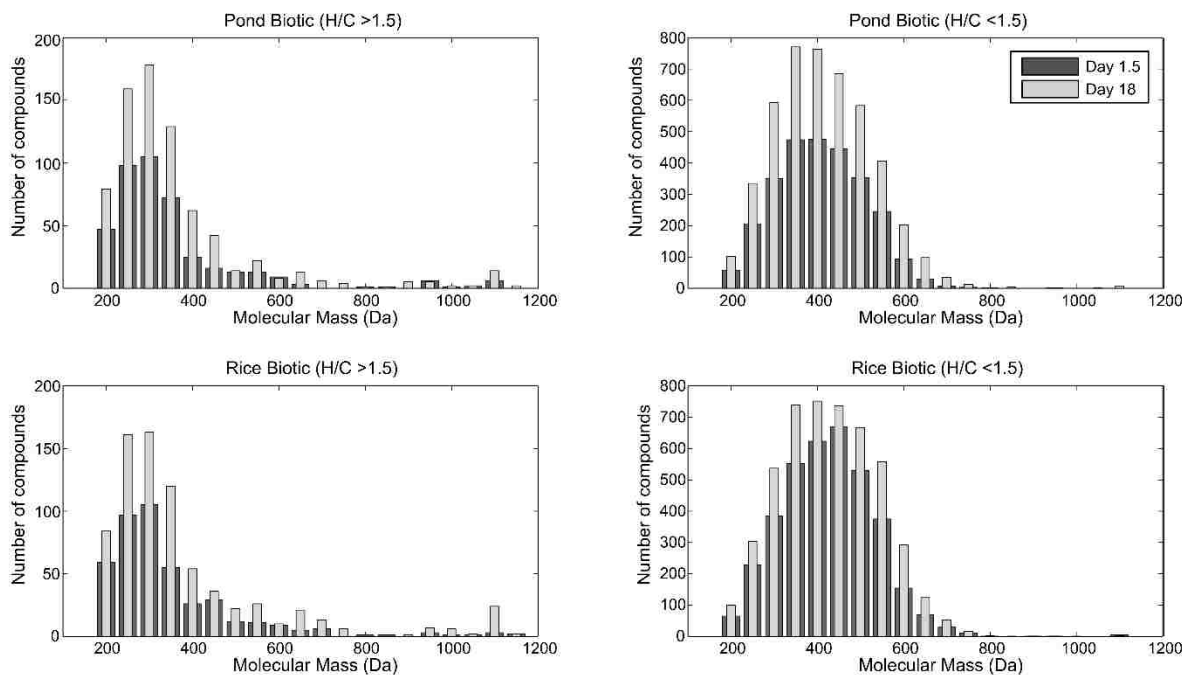 Pond Biotic (H/C >1.5)
Number of compounds
200
150
100
50
0
200 400 600 800 1000 1200
Molecular Mass (Da)
Pond Biotic (H/C <1.5)
Number of compounds
800
700
600
500
400
300
200
100
0
Day 1.5
Day 18
200 400 600 800 1000 1200
Molecular Mass (Da)
Rice Biotic (H/C >1.5)
Number of compounds
200
150
100
50
0
200 400 600 800 1000 1200
Molecular Mass (Da)
Rice Biotic (H/C <1.5)
Number of compounds
800
700
600
500
400
300
200
100
0
200 400 600 800 1000 1200
Molecular Mass (Da)